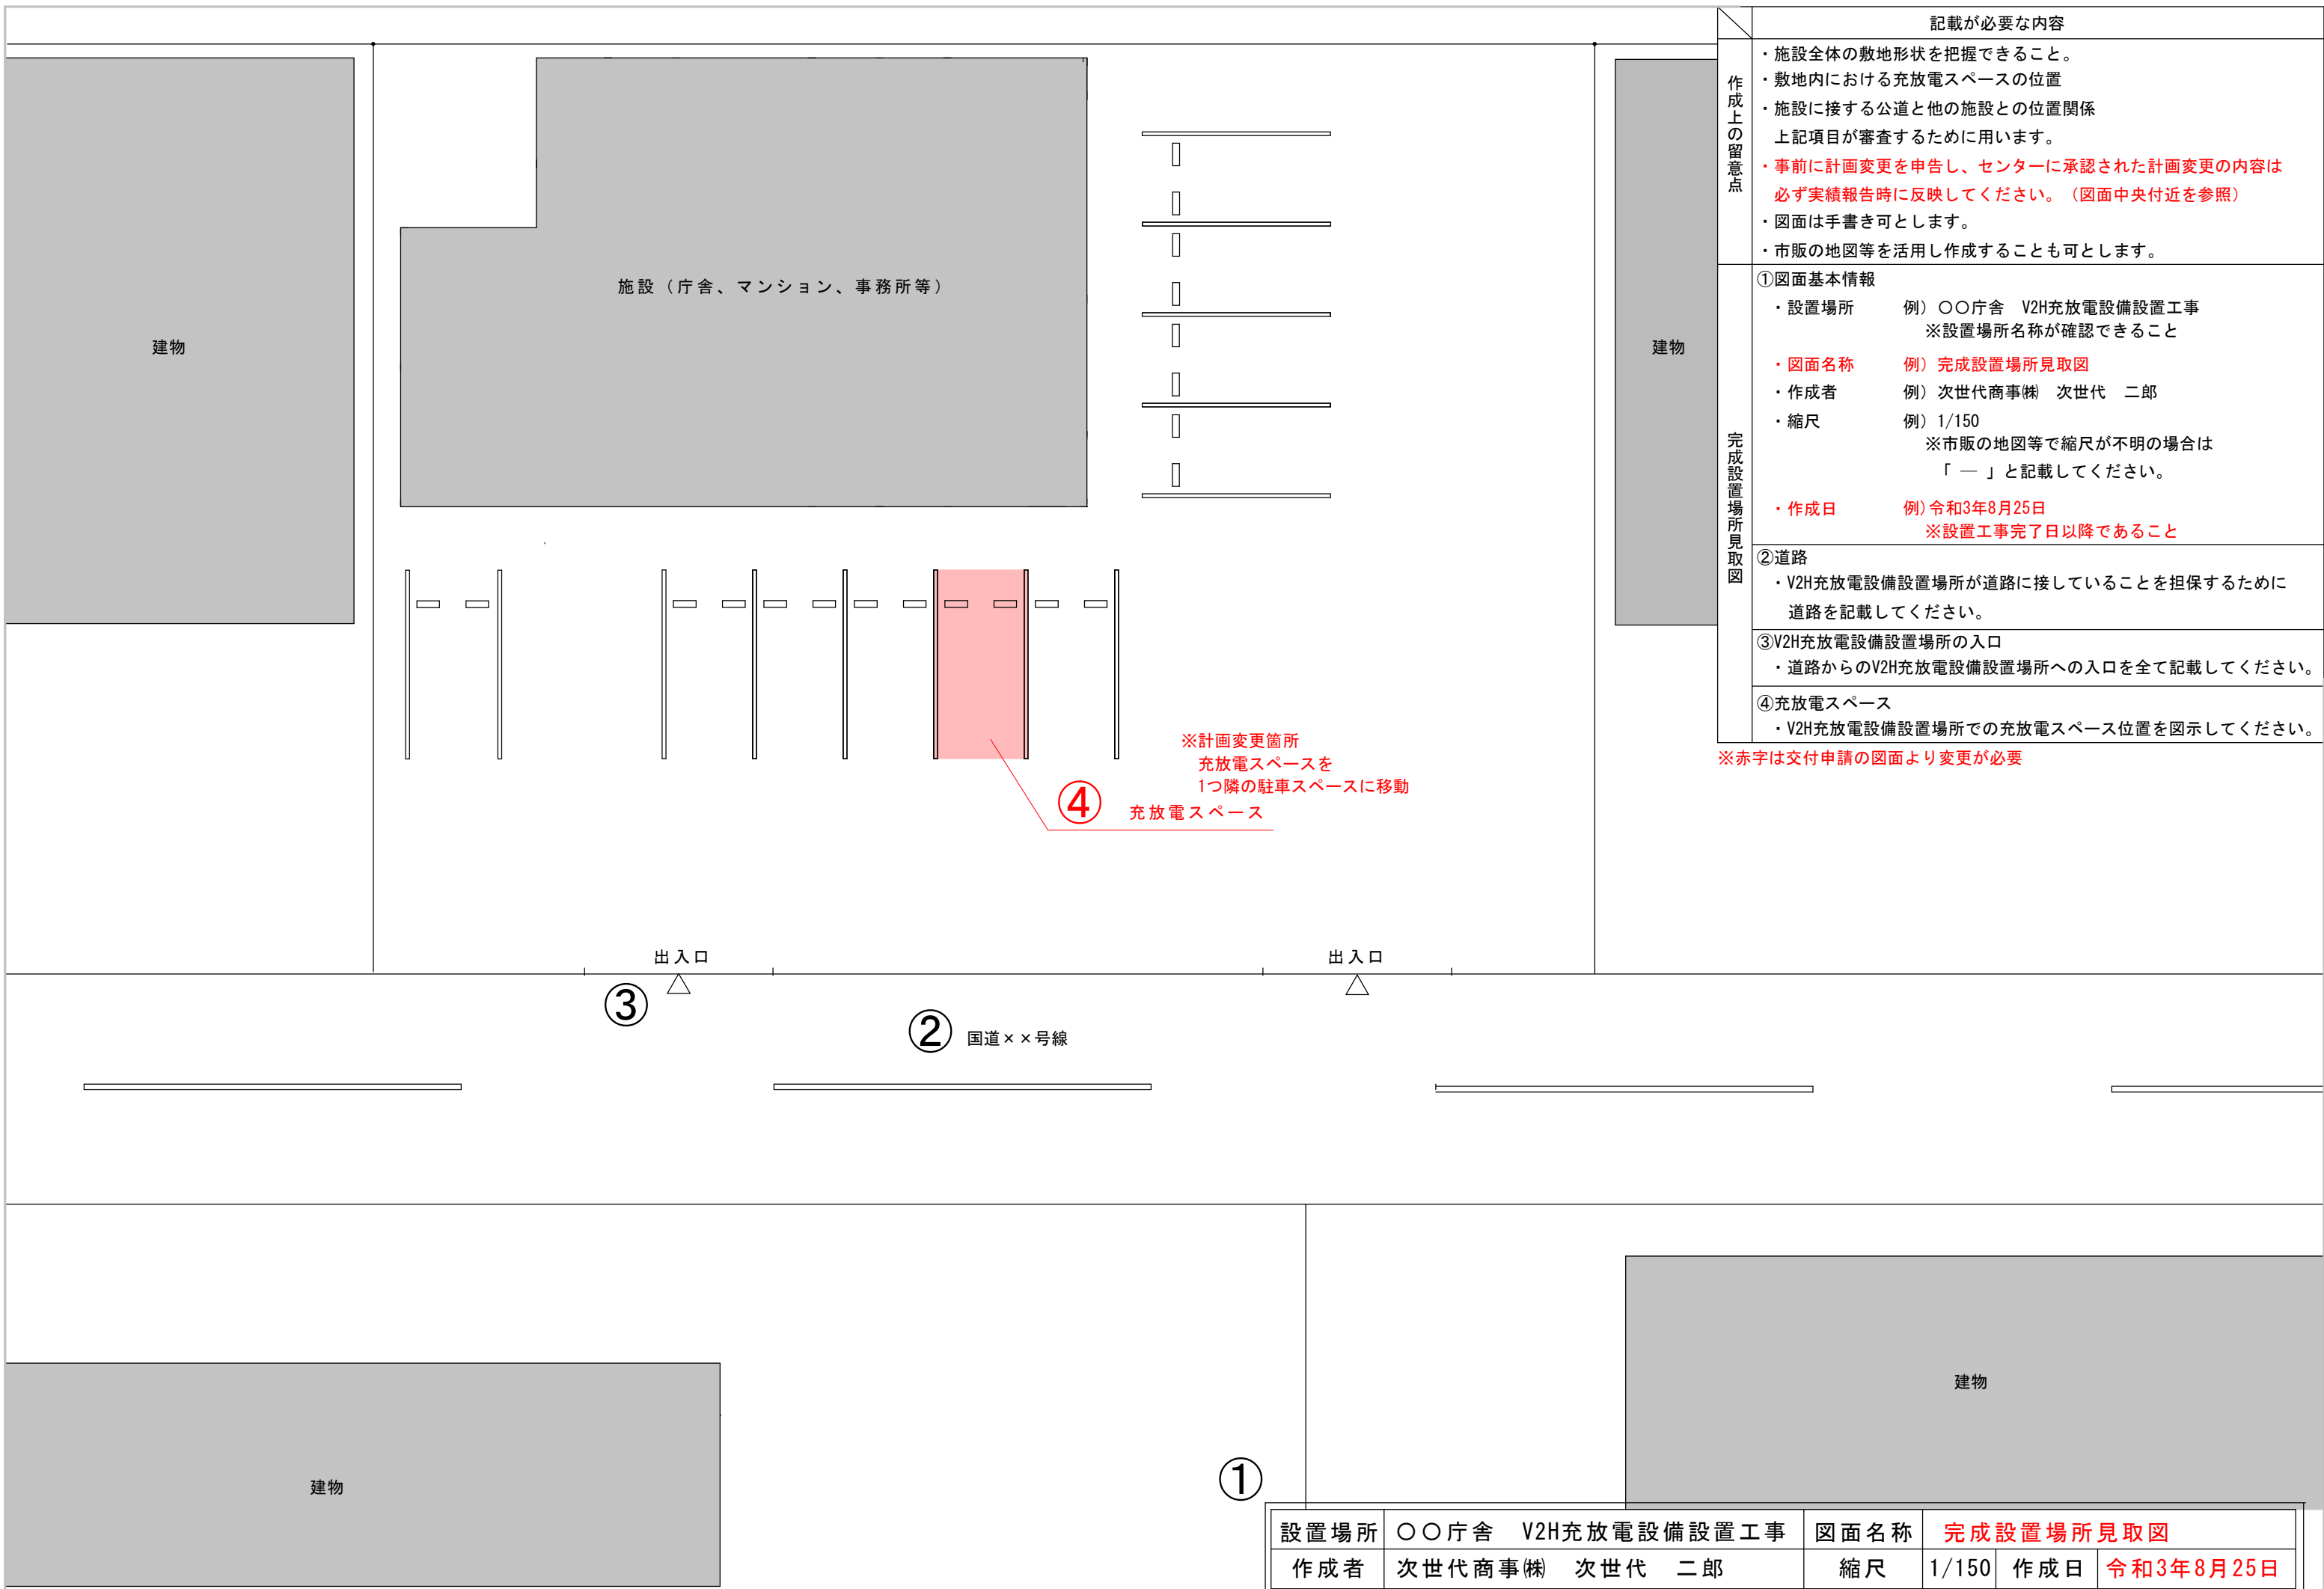 記載が必要な内容
作成上の留意点
・施設全体の敷地形状を把握できること。
・敷地内における充放電スペースの位置
・施設に接する公道と他の施設との位置関係
上記項目が審査するために用います。
・事前に計画変更を申告し、センターに承認された計画変更の内容は
必ず実績報告時に反映してください。（図面中央付近を参照）
・図面は手書き可とします。
・市販の地図等を活用し作成することも可とします。
完成設置場所見取図
①図面基本情報
・設置場所 例）〇〇庁舎 V2H充放電設備設置工事
※設置場所名称が確認できること
・図面名称 例）完成設置場所見取図
・作成者 例）次世代商事㈱ 次世代 二郎
・縮尺 例）1/150
※市販の地図等で縮尺が不明の場合は
「 ― 」と記載してください。
・作成日 例）令和3年8月25日
※設置工事完了日以降であること
②道路
・V2H充放電設備設置場所が道路に接していることを担保するために
道路を記載してください。
③V2H充放電設備設置場所の入口
・道路からのV2H充放電設備設置場所への入口を全て記載してください。
④充放電スペース
・V2H充放電設備設置場所での充放電スペース位置を図示してください。
※赤字は交付申請の図面より変更が必要
建物
施設（庁舎、マンション、事務所等）
建物
※計画変更箇所
充放電スペースを
1つ隣の駐車スペースに移動
④ 充放電スペース
出入口
出入口
③
② 国道××号線
建物
建物
①
設置場所 〇〇庁舎 V2H充放電設備設置工事 図面名称 完成設置場所見取図
作成者 次世代商事㈱ 次世代 二郎 縮尺 1/150 作成日 令和3年8月25日